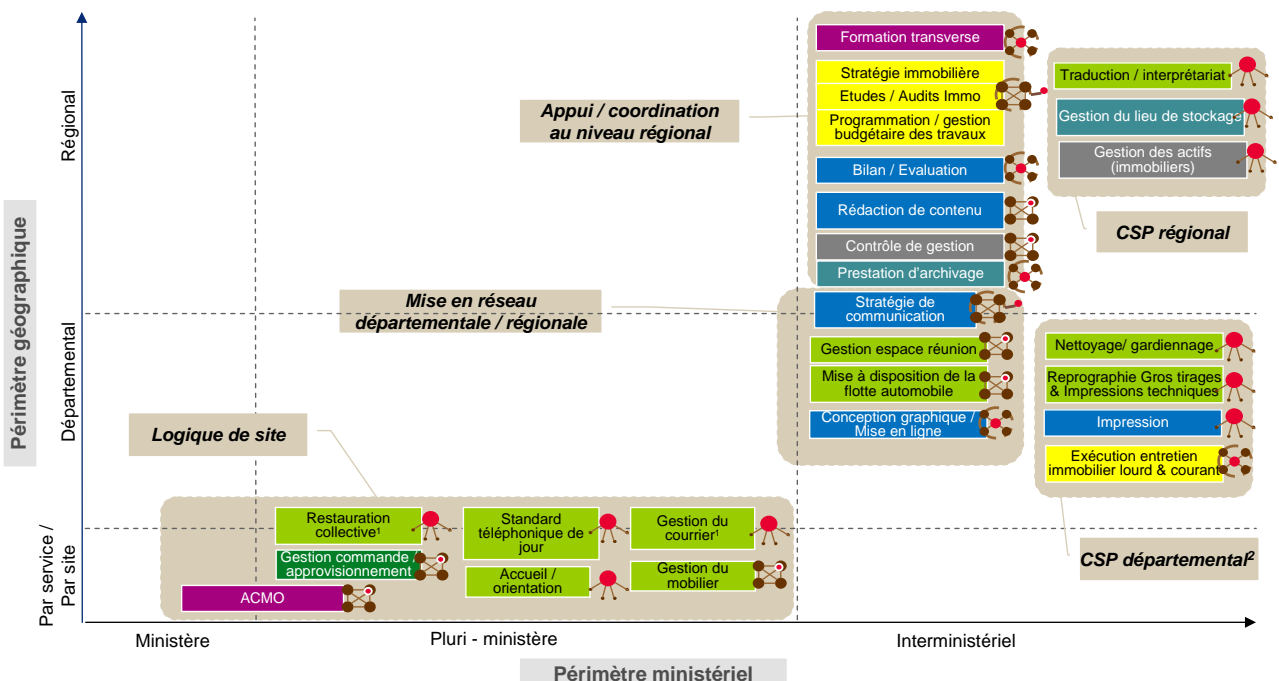 Périmètre géographique
Régional
Départemental
Par service /
Par site
Appui / coordination
au niveau régional
Formation transverse
Stratégie immobilière
Etudes / Audits Immo
Programmation / gestion
budgétaire des travaux
Bilan / Evaluation
Rédaction de contenu
Contrôle de gestion
Prestation d'archivage
Traduction / interprétariat
Gestion du lieu de stockage
Gestion des actifs
(immobiliers)
CSP régional
Mise en réseau
départementale / régionale
Stratégie de
communication
Gestion espace réunion
Mise à disposition de la
flotte automobile
Conception graphique /
Mise en ligne
Nettoyage/ gardiennage
Reprographie Gros tirages
& Impressions techniques
Impression
Exécution entretien
immobilier lourd & courant
CSP départemental²
Logique de site
Restauration
collective¹
Gestion commande /
approvisionnement
ACMO
Standard
téléphonique de
jour
Accueil /
orientation
Gestion du
courrier¹
Gestion du
mobilier
Ministère
Pluri - ministère
Interministériel
Périmètre ministériel